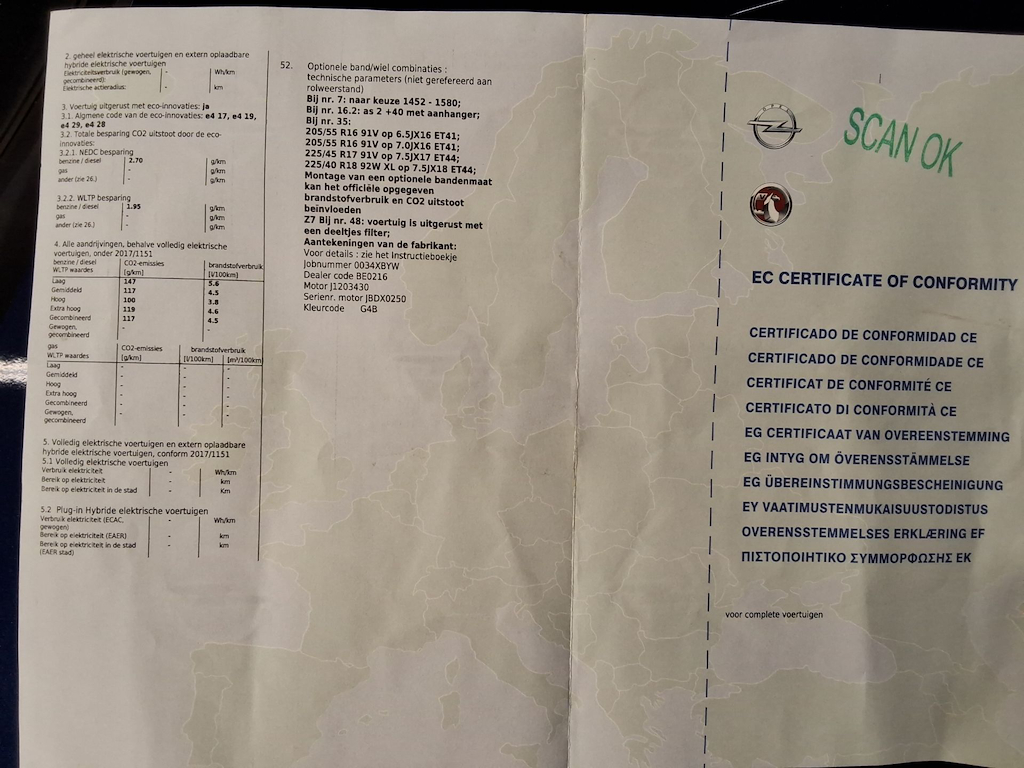 2. geheel elektrische voertuigen en extern oplaadbare
hybride elektrische voertuigen
Elektriciteitsverbruik (gewogen, - Wh/km
gecombineerd):
Elektrische actieradius: - km
3. Voertuig uitgerust met eco-innovaties: ja
3.1. Algmene code van de eco-innovaties: e4 17, e4 19,
e4 29, e4 28
3.2. Totale besparing CO2 uitstoot door de eco-
innovaties:
3.2.1. NEDC besparing
benzine / diesel 2.70 g/km
gas - g/km
ander (zie 26.) - g/km
3.2.2. WLTP besparing
benzine / diesel 1.95 g/km
gas - g/km
ander (zie 26.) - g/km
4. Alle aandrijvingen, behalve volledig elektrische
voertuigen, onder 2017/1151
benzine / diesel CO2-emissies brandstofverbruik
WLTP waardes [g/km] [l/100km]
Laag 147 5.6
Gemiddeld 117 4.5
Hoog 100 3.8
Extra hoog 119 4.6
Gecombineerd 117 4.5
Gewogen, - -
gecombineerd
gas CO2-emissies brandstofverbruik
WLTP waardes [g/km] [l/100km] [m³/100km]
Laag - - -
Gemiddeld - - -
Hoog - - -
Extra hoog - - -
Gecombineerd - - -
Gewogen, - - -
gecombineerd
5. Volledig elektrische voertuigen en extern oplaadbare
hybride elektrische voertuigen, conform 2017/1151
5.1 Volledig elektrische voertuigen
Verbruik elektriciteit - Wh/km
Bereik op elektriciteit - km
Bereik op elektriciteit in de stad - Km
5.2 Plug-in Hybride elektrische voertuigen
Verbruik elektriciteit (ECAC, - Wh/km
gewogen)
Bereik op elektriciteit (EAER) - km
Bereik op elektriciteit in de stad - km
(EAER stad)
52. Optionele band/wiel combinaties :
technische parameters (niet gerefereerd aan
rolweerstand)
Bij nr. 7: naar keuze 1452 - 1580;
Bij nr. 16.2: as 2 +40 met aanhanger;
Bij nr. 35:
205/55 R16 91V op 6.5JX16 ET41;
205/55 R16 91V op 7.0JX16 ET41;
225/45 R17 91V op 7.5JX17 ET44;
225/40 R18 92W XL op 7.5JX18 ET44;
Montage van een optionele bandenmaat
kan het officiële opgegeven
brandstofverbruik en CO2 uitstoot
beïnvloeden
Z7 Bij nr. 48: voertuig is uitgerust met
een deeltjes filter;
Aantekeningen van de fabrikant:
Voor details : zie het Instructieboekje
Jobnummer 0034XBYW
Dealer code BE0216
Motor J1203430
Serienr. motor JBDX0250
Kleurcode G4B
SCAN OK
EC CERTIFICATE OF CONFORMITY
CERTIFICADO DE CONFORMIDAD CE
CERTIFICADO DE CONFORMIDADE CE
CERTIFICAT DE CONFORMITÉ CE
CERTIFICATO DI CONFORMITÀ CE
EG CERTIFICAAT VAN OVEREENSTEMMING
EG INTYG OM ÖVERENSSTÄMMELSE
EG ÜBEREINSTIMMUNGSBESCHEINIGUNG
EY VAATIMUSTENMUKAISUUSTODISTUS
OVERENSSTEMMELSES ERKLÆRING EF
ΠΙΣΤΟΠΟΙΗΤΙΚΟ ΣΥΜΜΟΡΦΩΣΗΣ ΕΚ
voor complete voertuigen